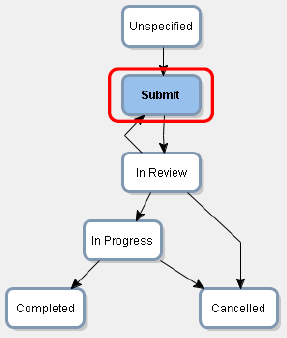 Unspecified
Submit
In Review
In Progress
Completed
Cancelled